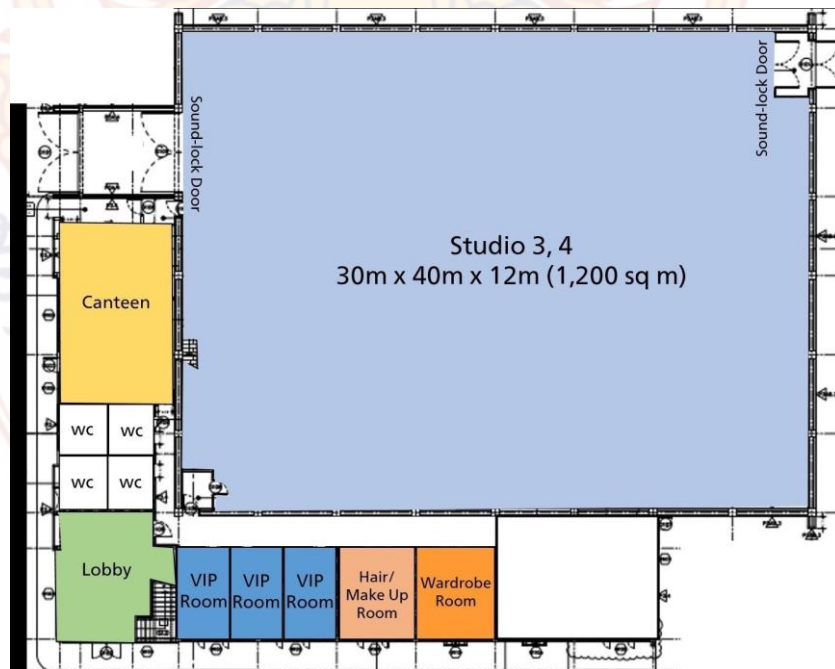 Sound-lock Door
Sound-lock Door
Studio 3, 4
30m x 40m x 12m (1,200 sq m)
Canteen
WC
WC
WC
WC
Lobby
VIP
Room
VIP
Room
VIP
Room
Hair/
Make Up
Room
Wardrobe
Room